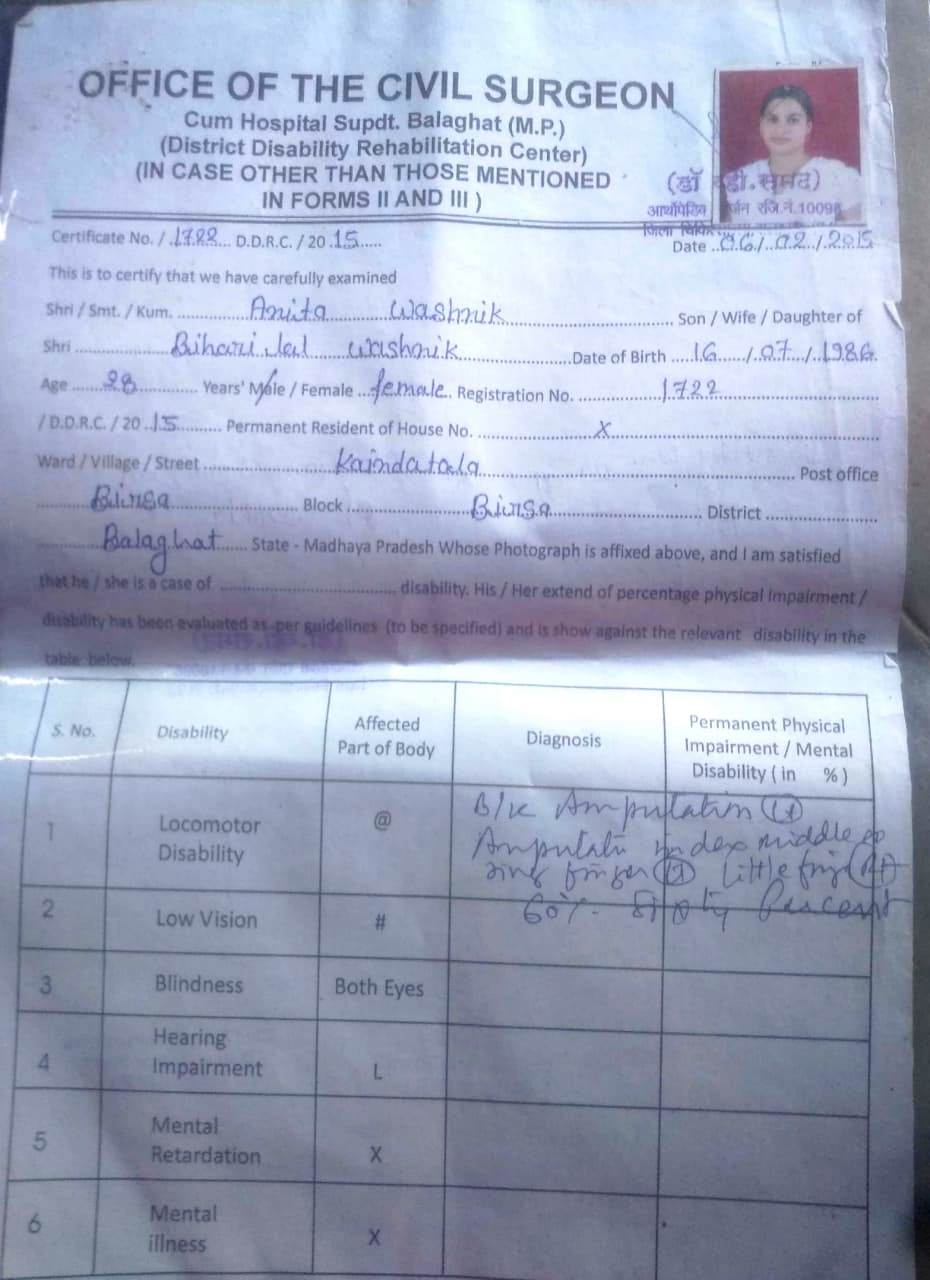 OFFICE OF THE CIVIL SURGEON
Cum Hospital Supdt. Balaghat (M.P.)
(District Disability Rehabilitation Center)
(IN CASE OTHER THAN THOSE MENTIONED
IN FORMS II AND III )
(डॉ डी.
आर्थोपेडिक र्जन रजि.नं.10098
जिला
Certificate No. / .1722... D.D.R.C. / 20.15.....
Date ..06./..02../.2015
This is to certify that we have carefully examined
Shri / Smt. / Kum. ............... Anita ............ Washnik ................................ Son / Wife / Daughter of
Shri .................. Bihari lal ...... Washnik ....................Date of Birth ....16...../..07../..1986.
Age ......28............. Years' Male / Female ...female.. Registration No. ...............1722...............................
/ D.D.R.C. / 20 ..15......... Permanent Resident of House No. ......................X..........................................
Ward / Village / Street ......................... Kaindatola ............................................................ Post office
.......... Birsa ....................... Block ....................... Birsa ............................. District .....................
........... Balaghat ..... State - Madhaya Pradesh Whose Photograph is affixed above, and I am satisfied
that he / she is a case of ....................................... disability. His / Her extend of percentage physical impairment /
disability has been evaluated as per guidelines (to be specified) and is show against the relevant disability in the
table below.
S. No. Disability Affected Part of Body Diagnosis Permanent Physical Impairment / Mental Disability ( in %)
1 Locomotor Disability @
B/K Amputation (Lt)
Amputati index middle
ring finger little fing (Rt)
60%. Percent
2 Low Vision #
3 Blindness Both Eyes
4 Hearing Impairment L
5 Mental Retardation X
6 Mental illness X